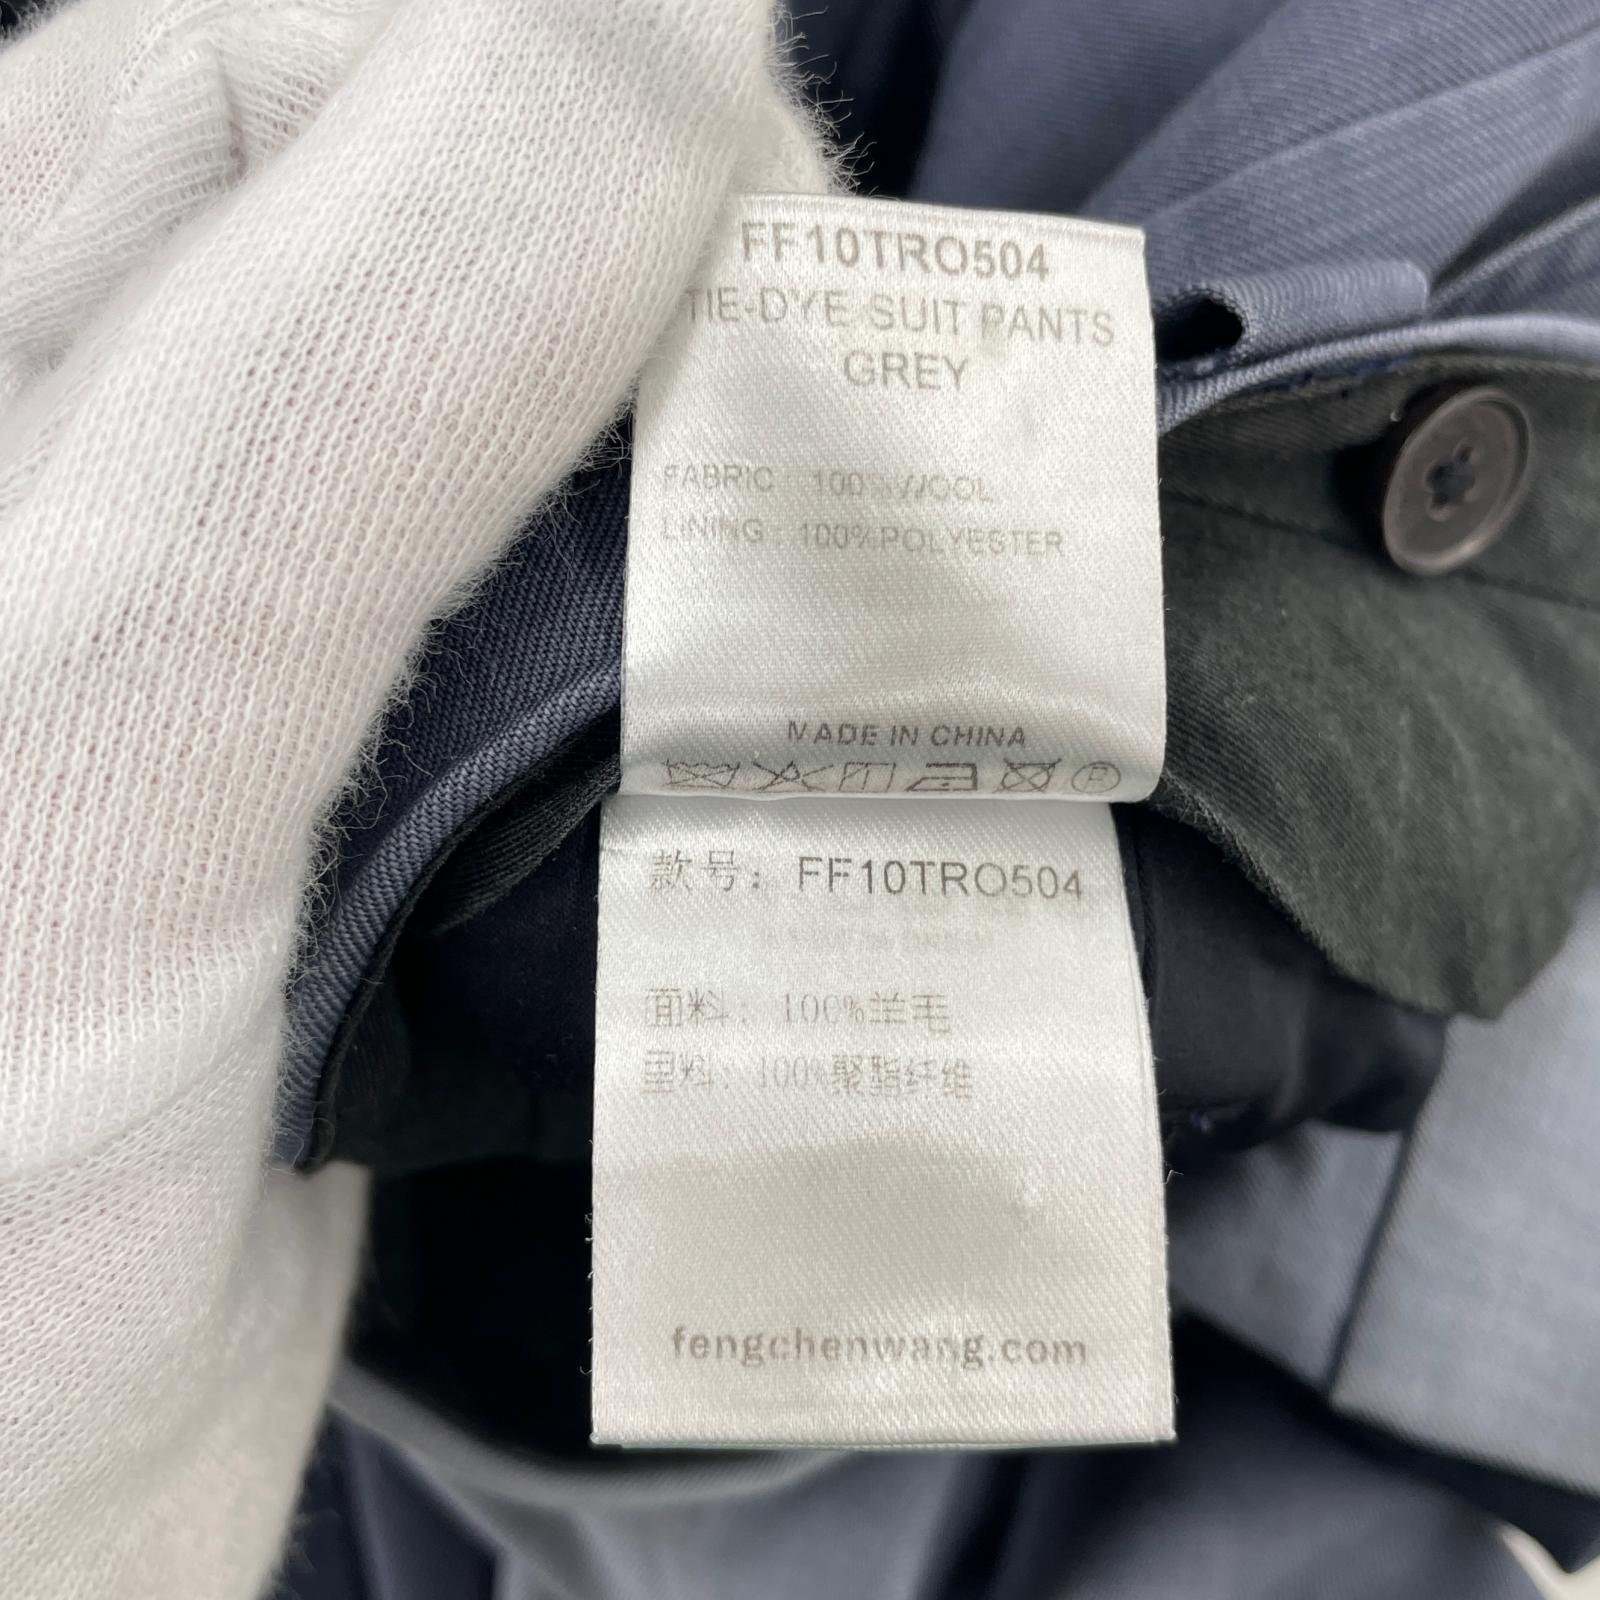 FF10TRO504
TIE-DYE SUIT PANTS
GREY
FABRIC : 100%WOOL
LINING : 100%POLYESTER
MADE IN CHINA
P
款号：FF10TRO504
面料：100%羊毛
里料：100%聚酯纤维
fengchenwang.com